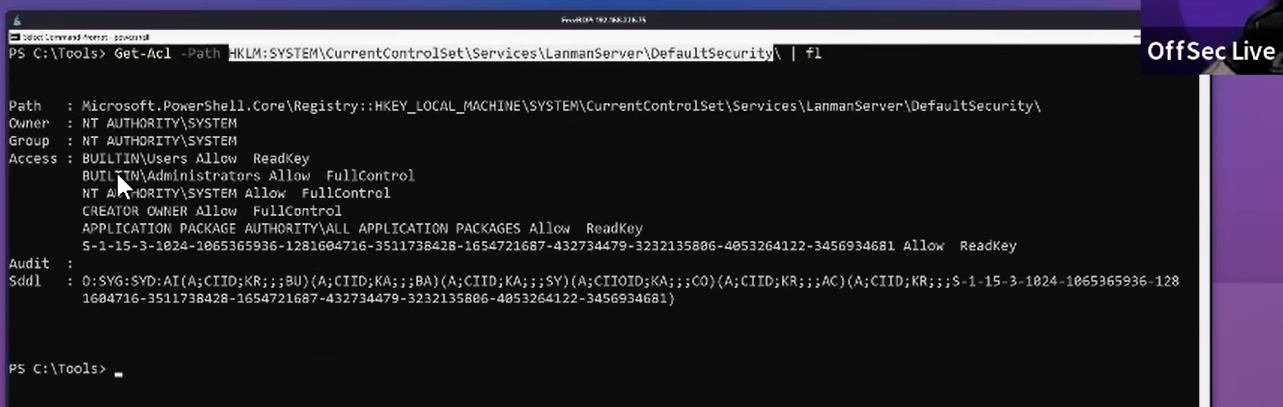 FreeRDP: 192.168.226.75
Select Command Prompt - powershell
OffSec Live
PS C:\Tools> Get-Acl -Path HKLM:SYSTEM\CurrentControlSet\Services\LanmanServer\DefaultSecurity\ | fl
Path   : Microsoft.PowerShell.Core\Registry::HKEY_LOCAL_MACHINE\SYSTEM\CurrentControlSet\Services\LanmanServer\DefaultSecurity\
Owner  : NT AUTHORITY\SYSTEM
Group  : NT AUTHORITY\SYSTEM
Access : BUILTIN\Users Allow  ReadKey
BUILTIN\Administrators Allow  FullControl
NT AUTHORITY\SYSTEM Allow  FullControl
CREATOR OWNER Allow  FullControl
APPLICATION PACKAGE AUTHORITY\ALL APPLICATION PACKAGES Allow  ReadKey
S-1-15-3-1024-1065365936-1281604716-3511738428-1654721687-432734479-3232135806-4053264122-3456934681 Allow  ReadKey
Audit  :
Sddl   : O:SYG:SYD:AI(A;CIID;KR;;;BU)(A;CIID;KA;;;BA)(A;CIID;KA;;;SY)(A;CIIOID;KA;;;CO)(A;CIID;KR;;;AC)(A;CIID;KR;;;S-1-15-3-1024-1065365936-128
1604716-3511738428-1654721687-432734479-3232135806-4053264122-3456934681)
PS C:\Tools> _